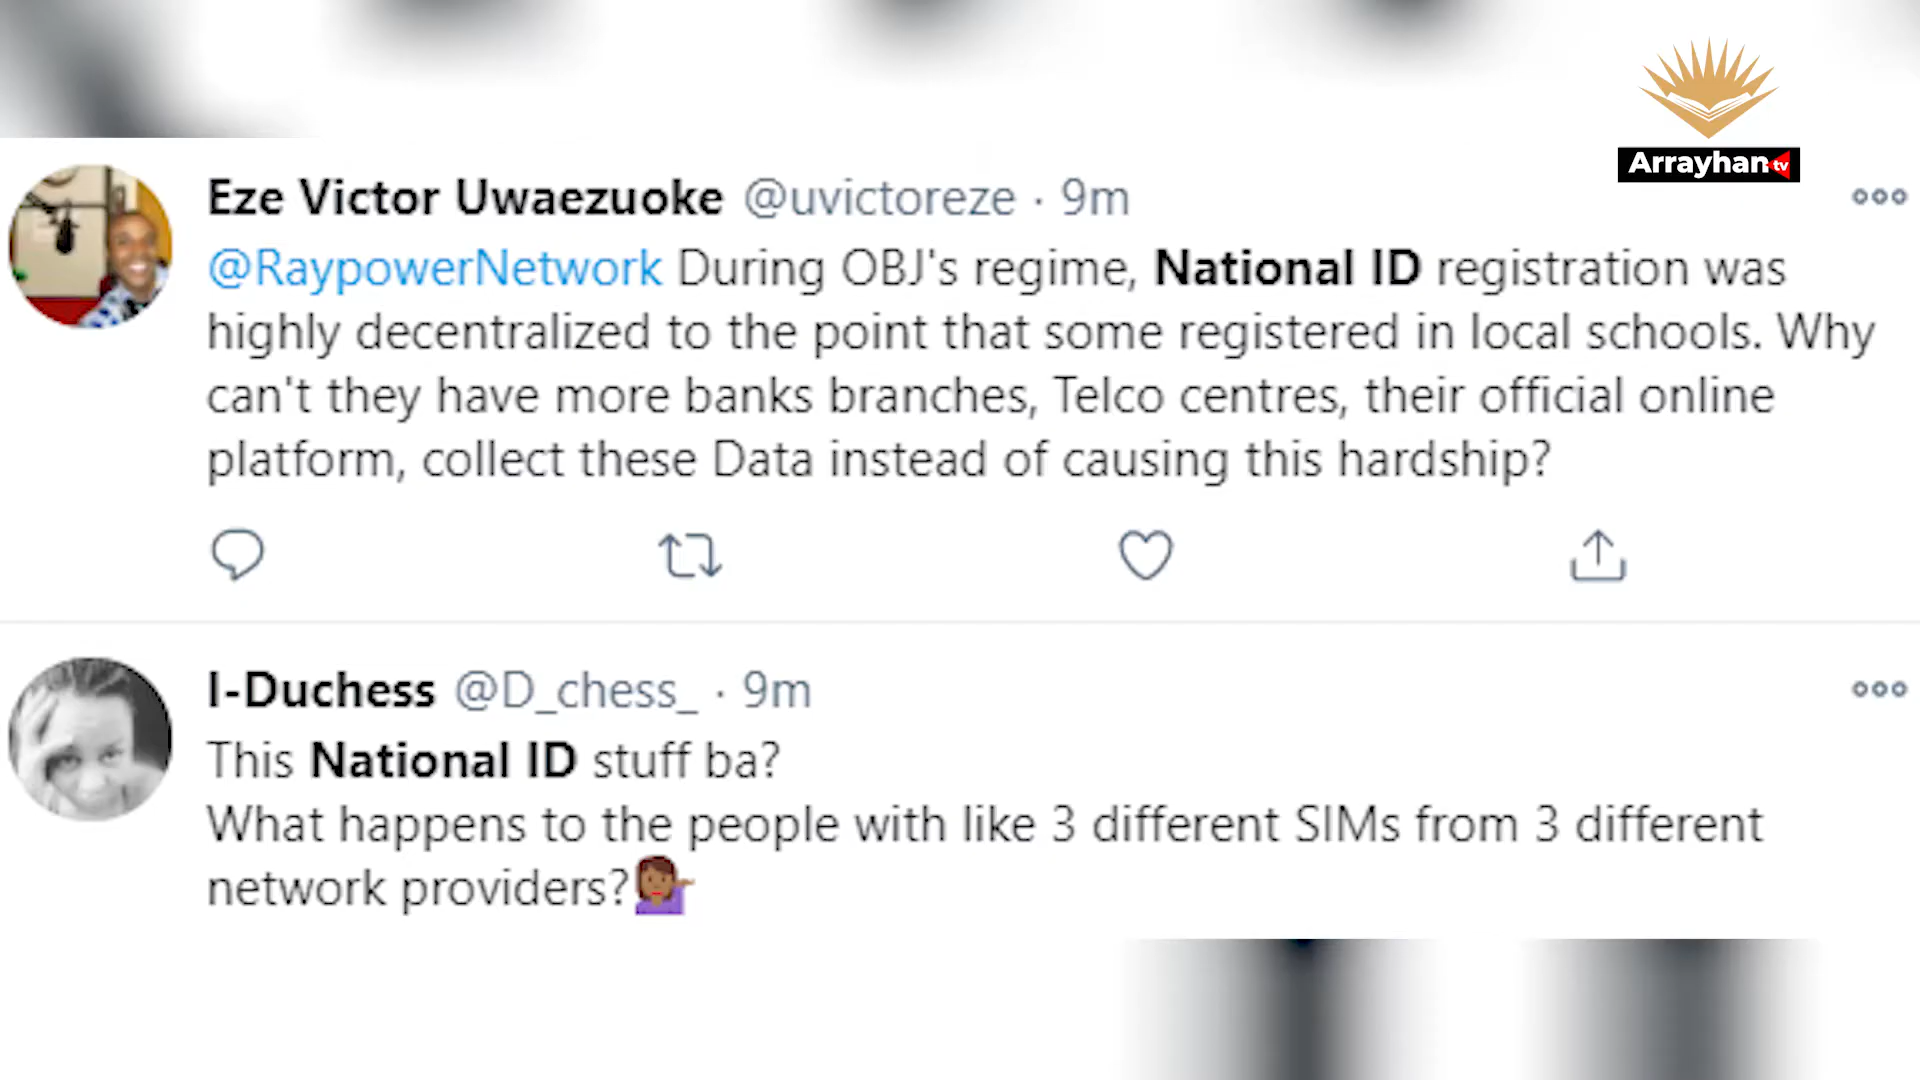 Arrayhan tv
Eze Victor Uwaezuoke @uvictoreze · 9m
@RaypowerNetwork During OBJ's regime, National ID registration was
highly decentralized to the point that some registered in local schools. Why
can't they have more banks branches, Telco centres, their official online
platform, collect these Data instead of causing this hardship?
I-Duchess @D_chess_ · 9m
This National ID stuff ba?
What happens to the people with like 3 different SIMs from 3 different
network providers?💁🏾‍♀️